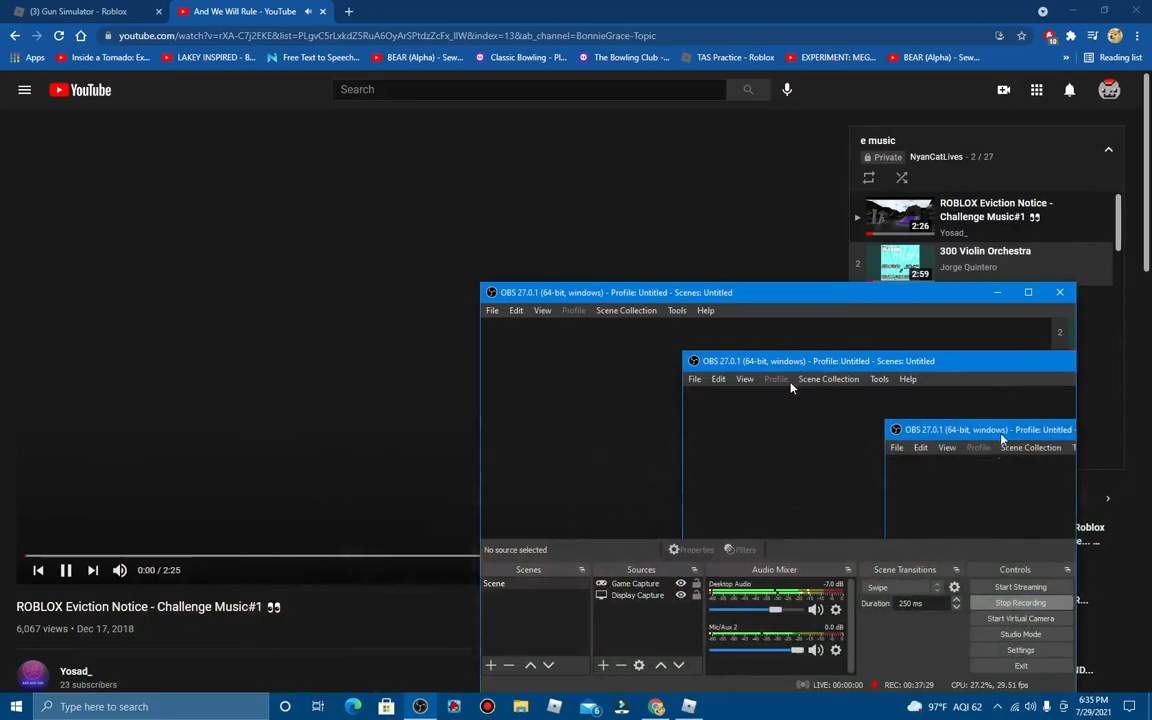 (3) Gun Simulator - Roblox
And We Will Rule - YouTube
youtube.com/watch?v=rXA-C7j2EKE&list=PLgvC5rLxkdZ5RuA6OyArSPtdzZcFx_lIW&index=13&ab_channel=BonnieGrace-Topic
10
Apps
Inside a Tornado: Ex...
LAKEY INSPIRED - B...
Free Text to Speech...
BEAR (Alpha) - Sew...
Classic Bowling - Pl...
The Bowling Club -...
TAS Practice - Roblox
EXPERIMENT: MEG...
BEAR (Alpha) - Sew...
»
Reading list
YouTube
Search
e music
Private NyanCatLives - 2 / 27
ROBLOX Eviction Notice -
Challenge Music#1 👀
Yosad_
2:26
2
300 Violin Orchestra
Jorge Quintero
2:59
OBS 27.0.1 (64-bit, windows) - Profile: Untitled - Scenes: Untitled
File Edit View Profile Scene Collection Tools Help
2
OBS 27.0.1 (64-bit, windows) - Profile: Untitled - Scenes: Untitled
File Edit View Profile Scene Collection Tools Help
OBS 27.0.1 (64-bit, windows) - Profile: Untitled -
File Edit View Profile Scene Collection
Roblox
e... ...
No source selected
Properties
Filters
Scenes
Sources
Audio Mixer
Scene Transitions
Controls
Scene
Game Capture
Display Capture
Desktop Audio
-7.0 dB
Mic/Aux 2
0.0 dB
Swipe
Duration 250 ms
Start Streaming
Stop Recording
Start Virtual Camera
Studio Mode
Settings
Exit
LIVE: 00:00:00
REC: 00:37:29
CPU: 27.2%, 29.51 fps
0:00 / 2:25
ROBLOX Eviction Notice - Challenge Music#1 👀
6,067 views • Dec 17, 2018
Yosad_
23 subscribers
Type here to search
6
97°F AQI 62
6:35 PM
7/29/2021